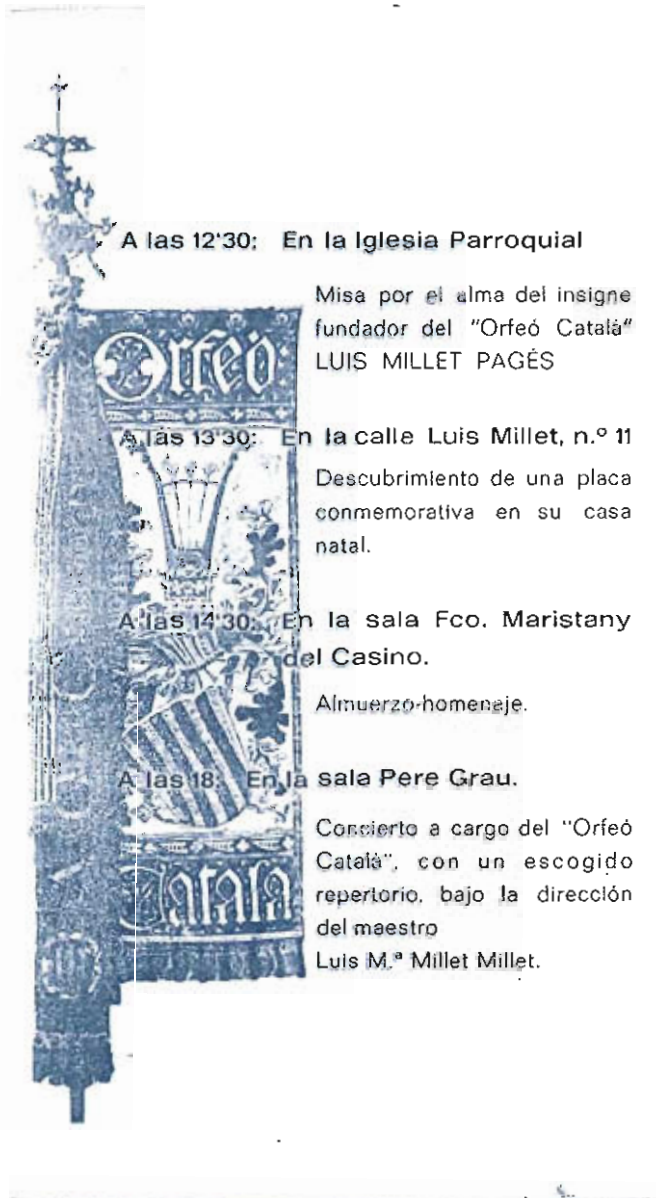 A las 12'30: En la Iglesia Parroquial
Misa por el alma del insigne
fundador del "Orfeó Català"
LUIS MILLET PAGÉS
Orfeó
A las 13'30: En la calle Luis Millet, n.º 11
Descubrimiento de una placa
conmemorativa en su casa
natal.
A las 14'30: En la sala Fco. Maristany
del Casino.
Almuerzo-homenaje.
A las 18: En la sala Pere Grau.
Concierto a cargo del "Orfeó
Català", con un escogido
repertorio, bajo la dirección
del maestro
Luis M.ª Millet Millet.
Catala